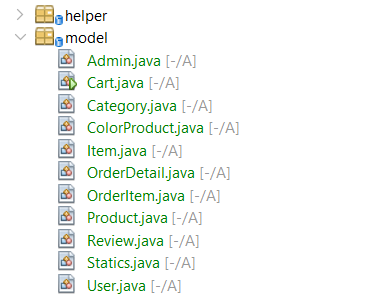 helper
model
Admin.java [-/A]
Cart.java [-/A]
Category.java [-/A]
ColorProduct.java [-/A]
Item.java [-/A]
OrderDetail.java [-/A]
OrderItem.java [-/A]
Product.java [-/A]
Review.java [-/A]
Statics.java [-/A]
User.java [-/A]